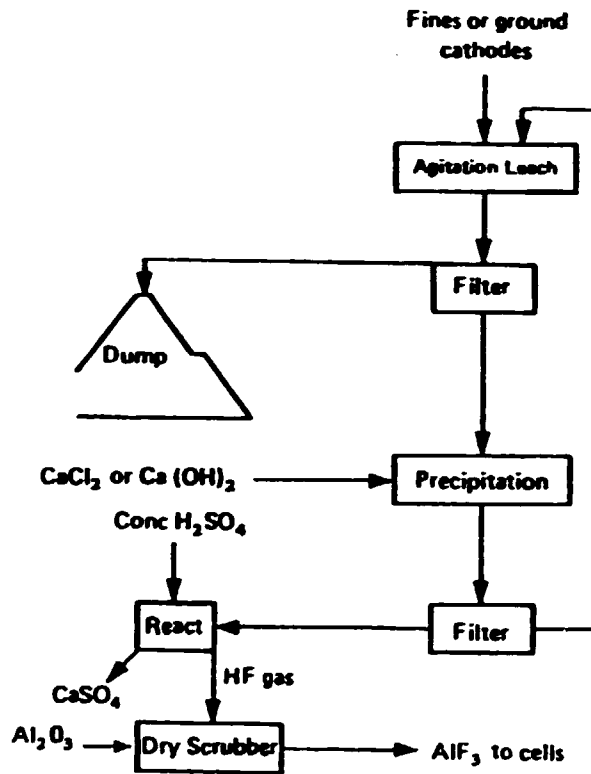 Fines or ground
cathodes
Agitation Leach
Filter
Dump
CaCl₂ or Ca (OH)₂
Precipitation
Conc H₂SO₄
React
Filter
HF gas
CaSO₄
Al₂O₃
Dry Scrubber
AlF₃ to cells